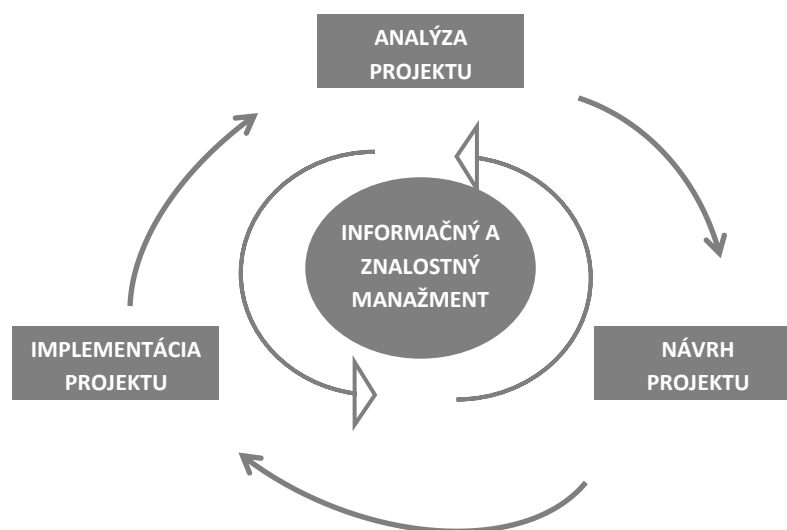 ANALÝZA
PROJEKTU
INFORMAČNÝ A
ZNALOSTNÝ
MANAŽMENT
IMPLEMENTÁCIA
PROJEKTU
NÁVRH
PROJEKTU